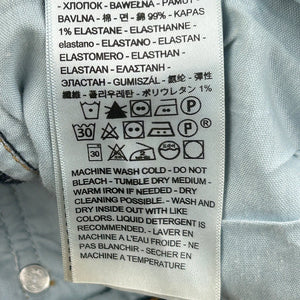 - ХЛОПОК - BAWEŁNA - PAMUT -
BAVLNA - 棉 - 면 - 綿 99% - KAPAS
1% ELASTANE - ELASTHANNE -
elastano - ELASTAN - ELASTAN -
ELASTOMERO - ELASTAN -
ELASTAAN - ΕΛΑΣΤΑΝΗ -
ЭЛАСТАН - GUMISZÁL - 氨纶 - 彈性
纖維 - 폴리우레탄 - ポリウレタン 1%
30
P
30
MACHINE WASH COLD - DO NOT
BLEACH - TUMBLE DRY MEDIUM -
WARM IRON IF NEEDED - DRY
CLEANING POSSIBLE. - WASH AND
DRY INSIDE OUT WITH LIKE
COLORS. LIQUID DETERGENT IS
RECOMMENDED. - LAVER EN
MACHINE A L'EAU FROIDE - NE
PAS BLANCHIR - SECHER EN
MACHINE A TEMPERATURE